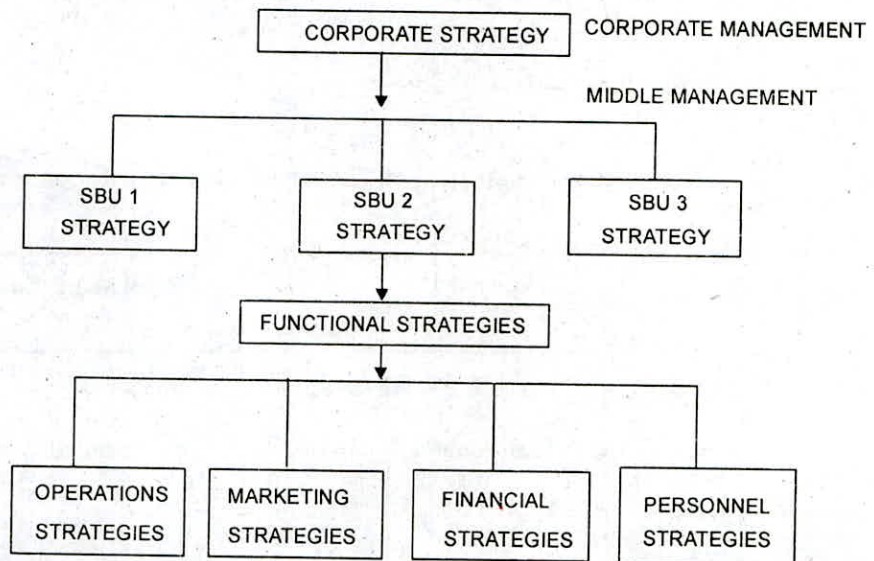 CORPORATE STRATEGY
CORPORATE MANAGEMENT
MIDDLE MANAGEMENT
SBU 1
STRATEGY
SBU 2
STRATEGY
SBU 3
STRATEGY
FUNCTIONAL STRATEGIES
OPERATIONS
STRATEGIES
MARKETING
STRATEGIES
FINANCIAL
STRATEGIES
PERSONNEL
STRATEGIES